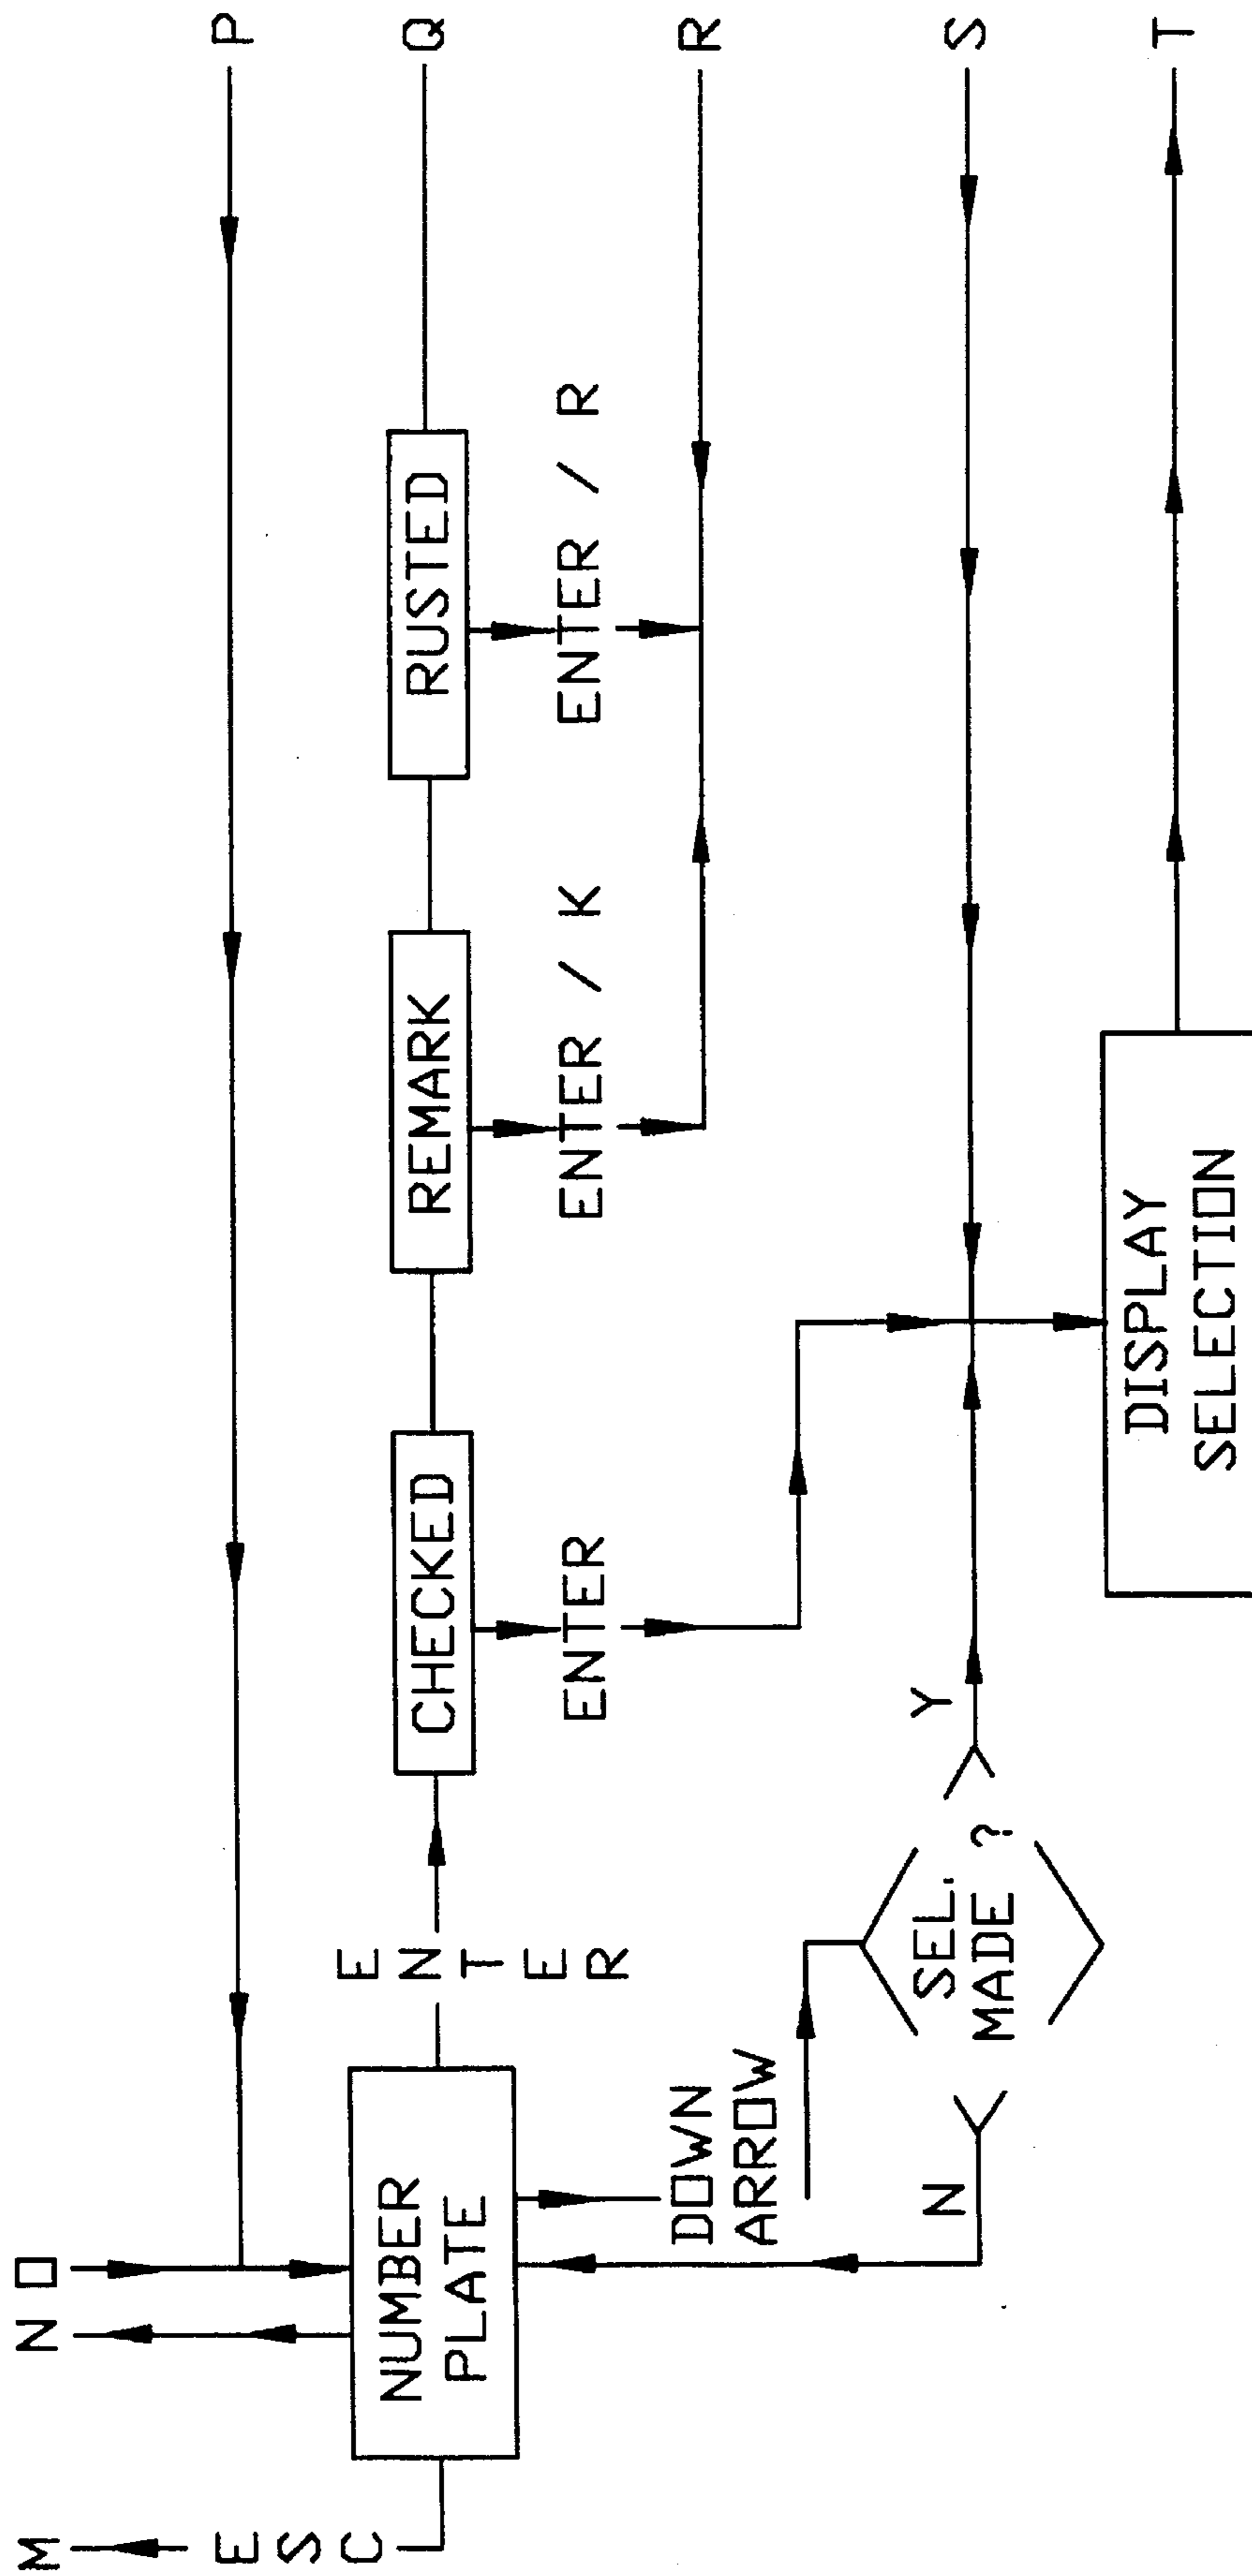 M
N
O
P
ESC
NUMBER
PLATE
ENTER
CHECKED
REMARK
RUSTED
Q
ENTER
ENTER / K
ENTER / R
R
DOWN
ARROW
SEL.
MADE ?
N
Y
S
DISPLAY
SELECTION
T